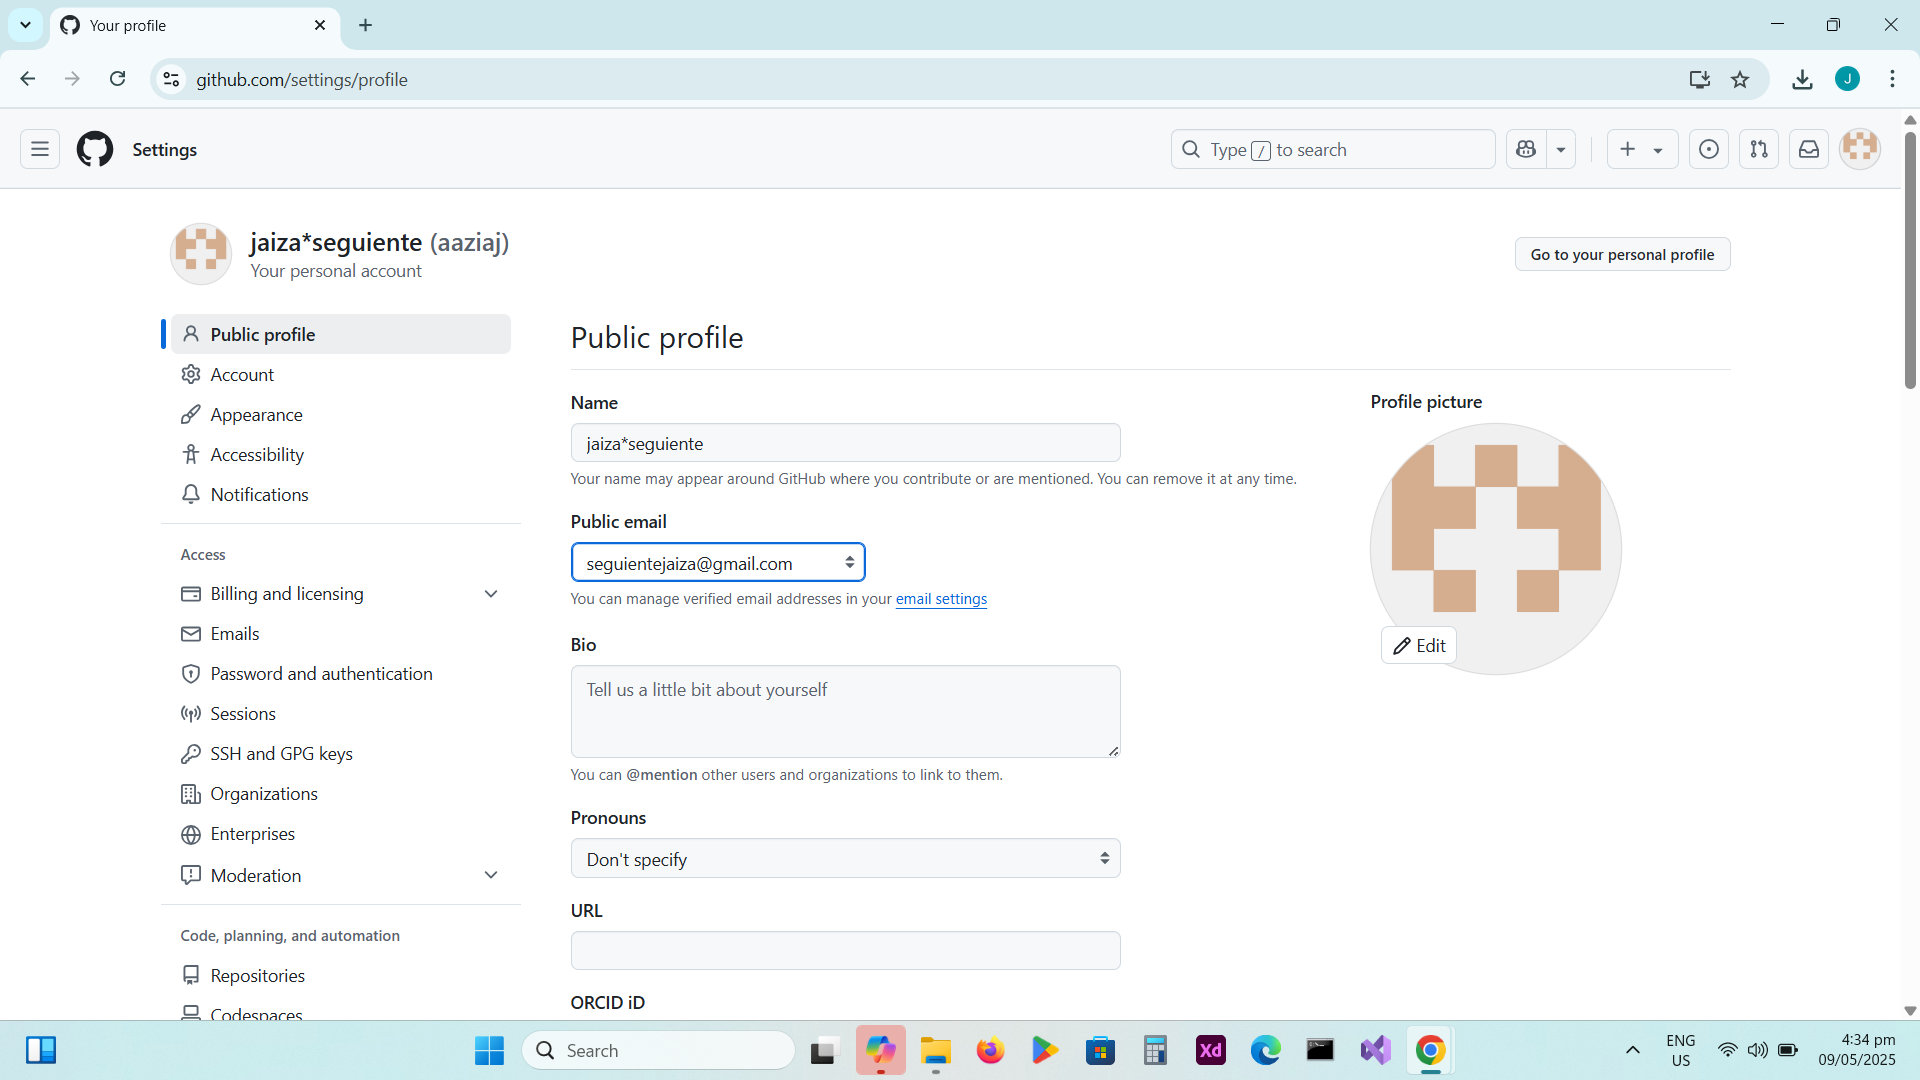 Your profile
github.com/settings/profile
J
Settings
Type / to search
jaiza*seguiente (aaziaj)
Your personal account
Go to your personal profile
Public profile
Account
Appearance
Accessibility
Notifications
Access
Billing and licensing
Emails
Password and authentication
Sessions
SSH and GPG keys
Organizations
Enterprises
Moderation
Code, planning, and automation
Repositories
Codespaces
Public profile
Name
jaiza*seguiente
Your name may appear around GitHub where you contribute or are mentioned. You can remove it at any time.
Public email
seguientejaiza@gmail.com
You can manage verified email addresses in your email settings
Bio
Tell us a little bit about yourself
You can @mention other users and organizations to link to them.
Pronouns
Don't specify
URL
ORCID iD
Profile picture
Edit
Search
Xd
ENG
US
4:34 pm
09/05/2025